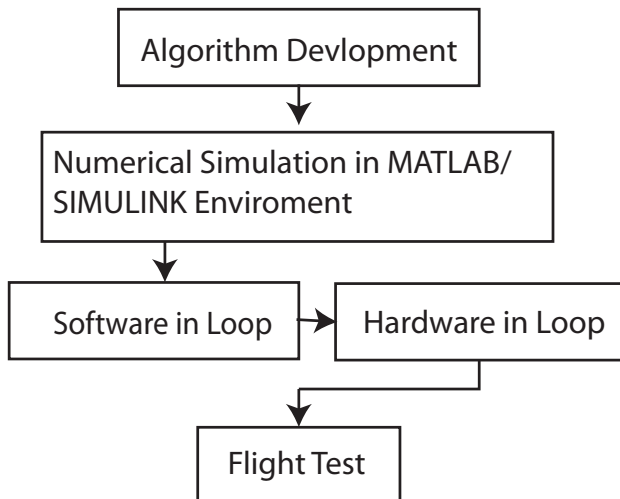 Algorithm Devlopment
Numerical Simulation in MATLAB/
SIMULINK Enviroment
Software in Loop
Hardware in Loop
Flight Test